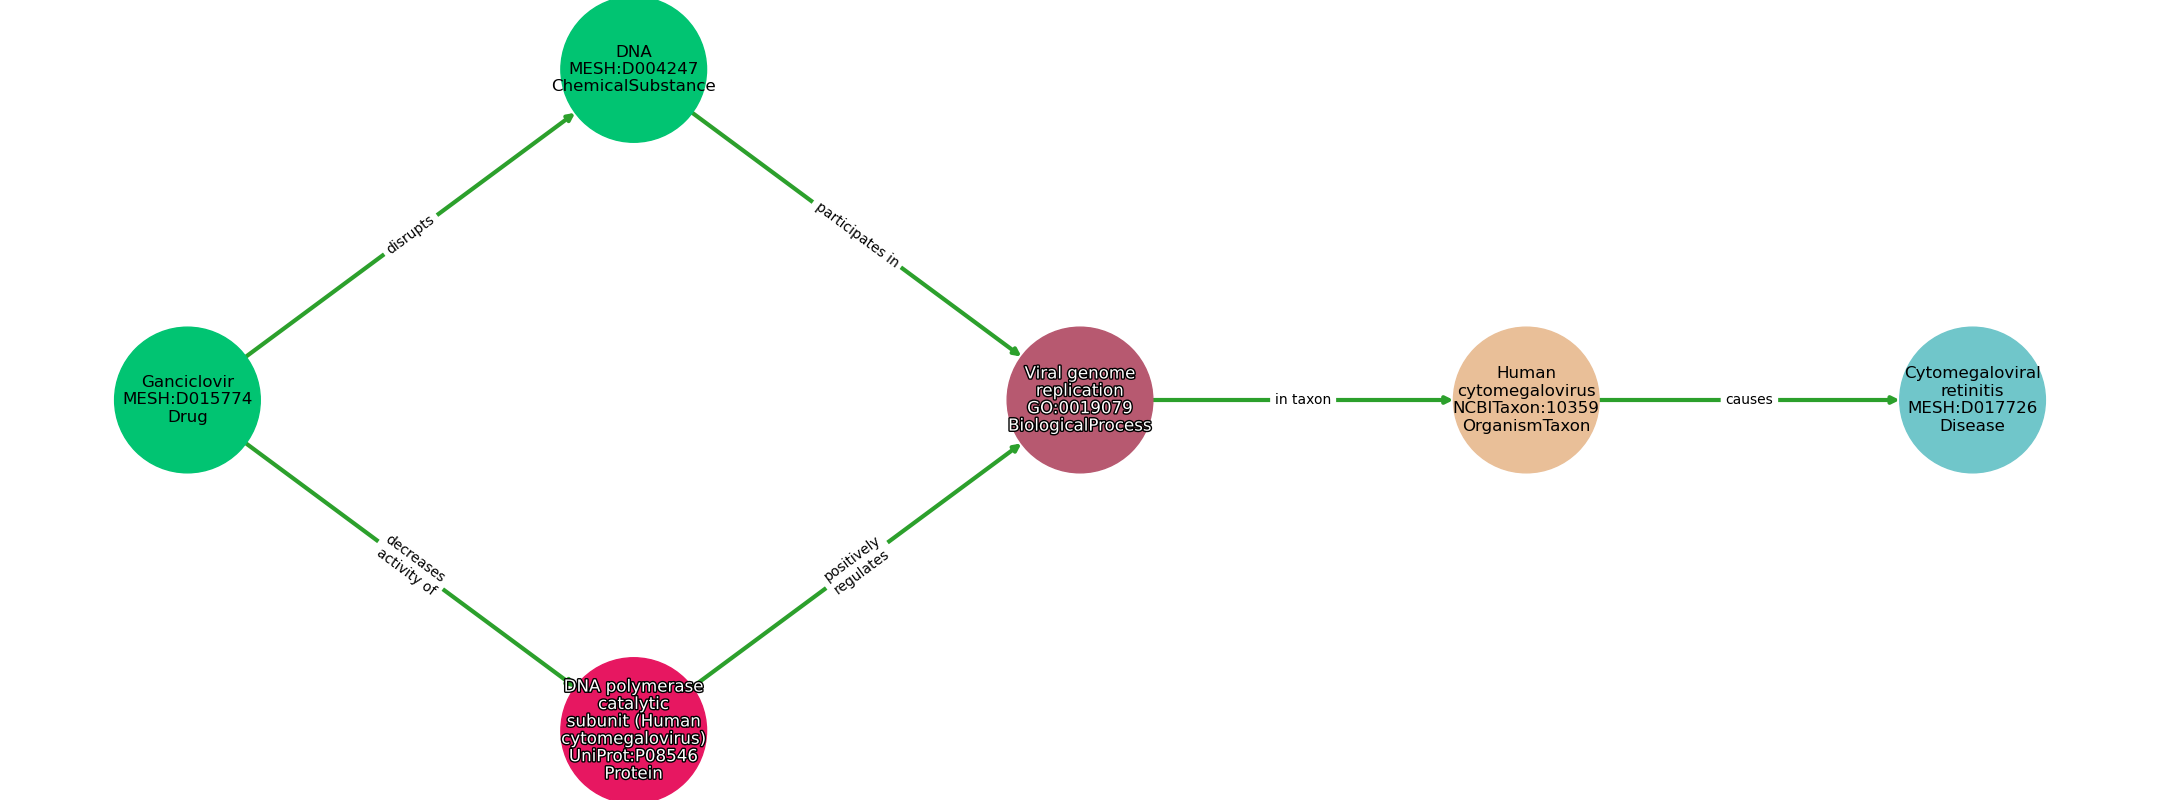 DNA
MESH:D004247
ChemicalSubstance
disrupts
participates in
Ganciclovir
MESH:D015774
Drug
Viral genome
replication
GO:0019079
BiologicalProcess
in taxon
Human
cytomegalovirus
NCBITaxon:10359
OrganismTaxon
causes
Cytomegaloviral
retinitis
MESH:D017726
Disease
decreases
activity of
positively
regulates
DNA polymerase
catalytic
subunit (Human
cytomegalovirus)
UniProt:P08546
Protein